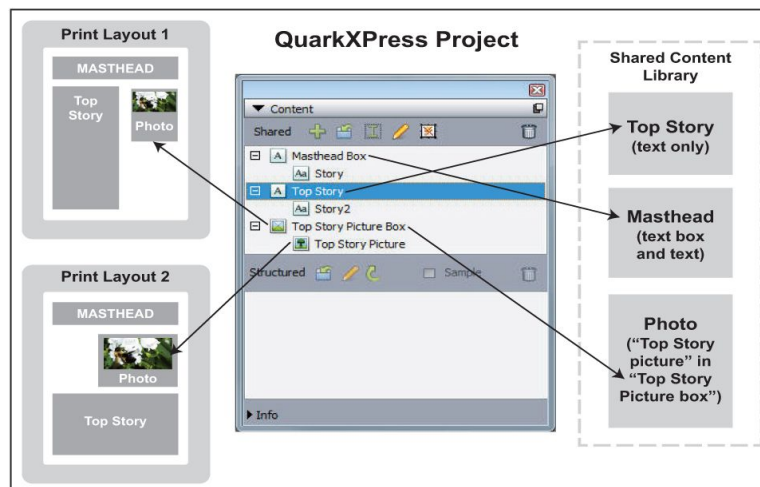 Print Layout 1
MASTHEAD
Top
Story
Photo
Print Layout 2
MASTHEAD
Photo
Top Story
QuarkXPress Project
Content
Shared
A Masthead Box
Aa Story
A Top Story
Aa Story2
Top Story Picture Box
Top Story Picture
Structured
Sample
Info
Shared Content
Library
Top Story
(text only)
Masthead
(text box
and text)
Photo
(“Top Story
picture” in
“Top Story
Picture box”)